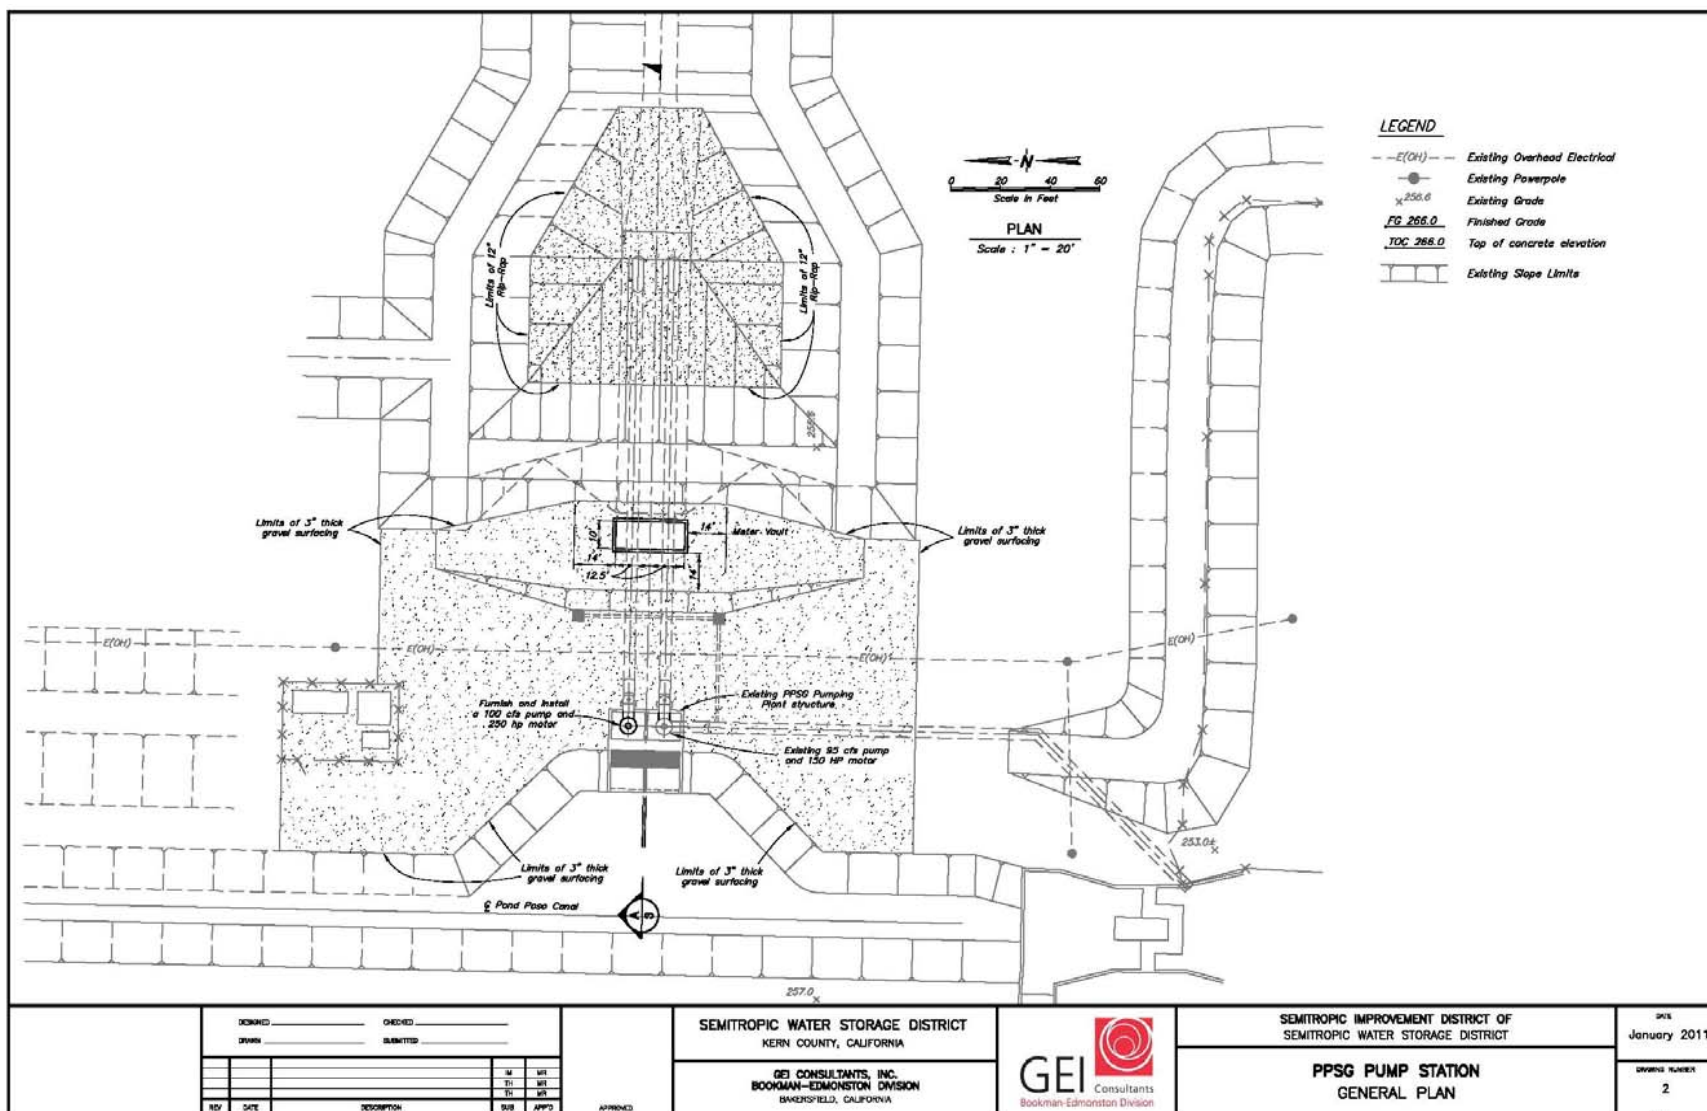 LEGEND
E(OH) Existing Overhead Electrical
Existing Powerpole
256.6 Existing Grade
FG 266.0 Finished Grade
TOC 266.0 Top of concrete elevation
Existing Slope Limits
N
0 20 40 60
Scale in Feet
PLAN
Scale : 1" = 20'
Limits of 12"
Rip-Rap
Limits of 12"
Rip-Rap
Limits of 3" thick
gravel surfacing
Limits of 3" thick
gravel surfacing
10'
14'
Meter Vault
14'
12.5'
14'
E(OH)
E(OH)
E(OH)
E(OH)
Furnish and install
a 100 cfs pump and
250 hp motor
Existing PPSG Pumping
Plant structure
Existing 95 cfs pump
and 150 HP motor
253.0±
Limits of 3" thick
gravel surfacing
Limits of 3" thick
gravel surfacing
℄ Pond Poso Canal
A
3
257.0
DESIGNED CHECKED
DRAWN SUBMITTED
IM MR
TH MR
TH MR
REV DATE DESCRIPTION SUB APP'D
APPROVED
SEMITROPIC WATER STORAGE DISTRICT
KERN COUNTY, CALIFORNIA
GEI CONSULTANTS, INC.
BOOKMAN-EDMONSTON DIVISION
BAKERSFIELD, CALIFORNIA
GEI Consultants
Bookman-Edmonston Division
SEMITROPIC IMPROVEMENT DISTRICT OF
SEMITROPIC WATER STORAGE DISTRICT
PPSG PUMP STATION
GENERAL PLAN
DATE
January 2011
DRAWING NUMBER
2